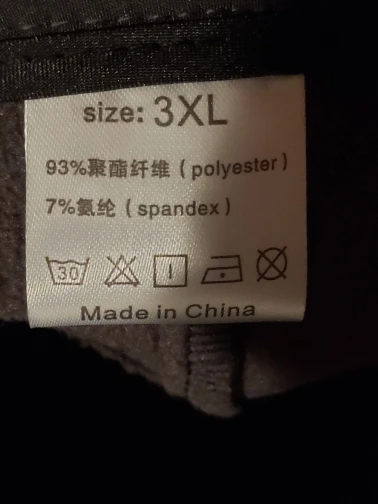 size: 3XL
93%聚酯纤维 (polyester)
7%氨纶 (spandex)
30
Made in China